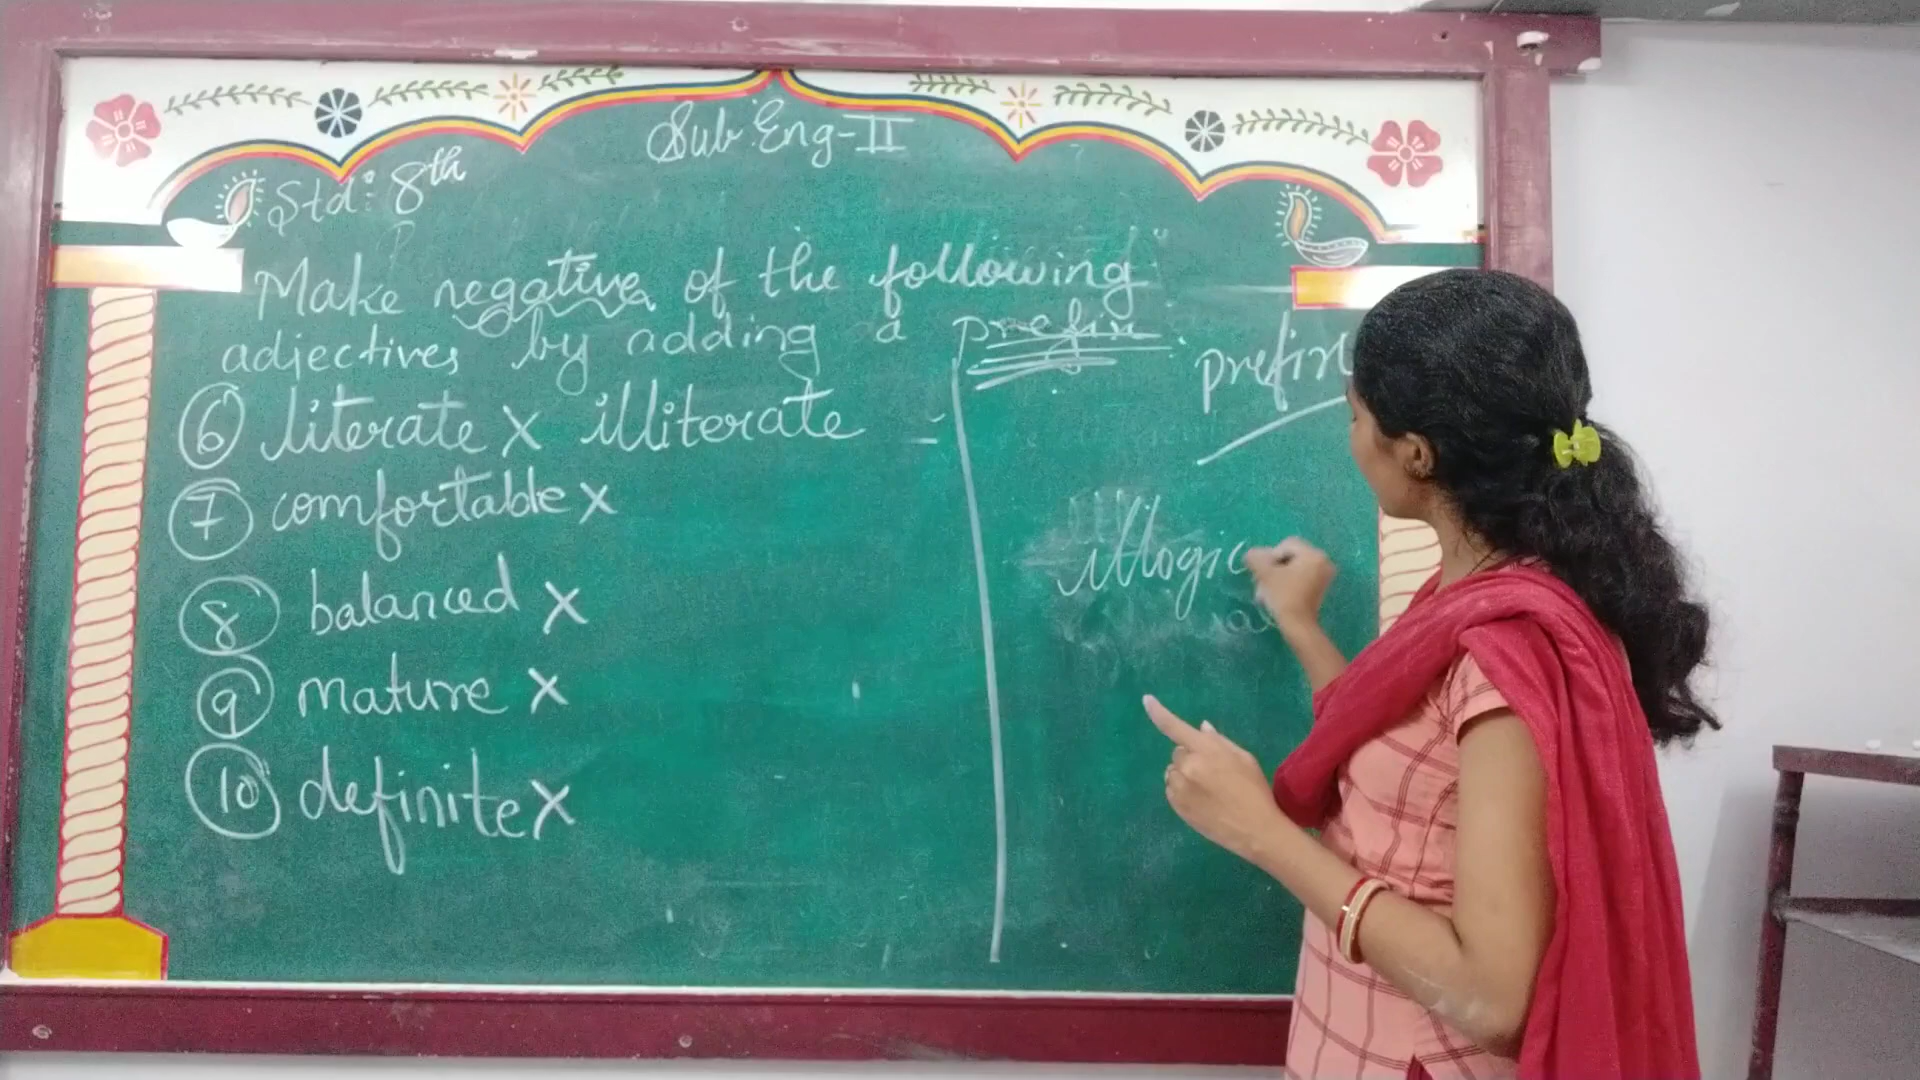 Sub: Eng-II
Std: 8th
Make negative of the following
adjectives by adding a prefix.
6 literate X illiterate
7 comfortable X
8 balanced X
9 mature X
10 definite X
prefix
illogic